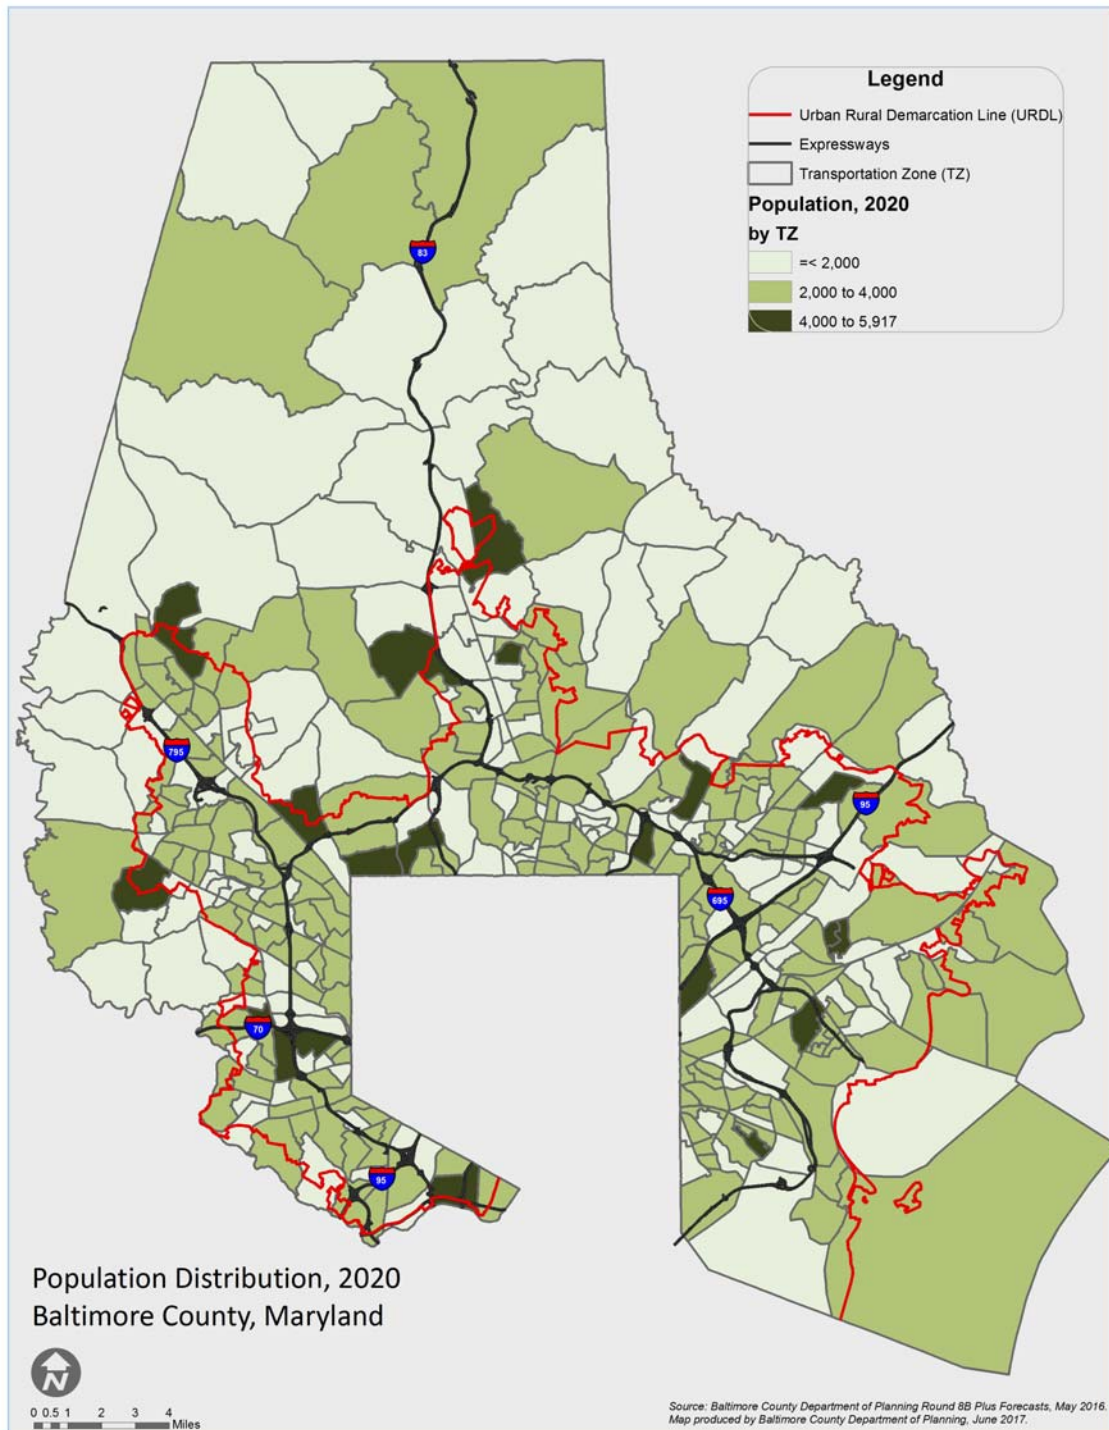 Legend
Urban Rural Demarcation Line (URDL)
Expressways
Transportation Zone (TZ)
Population, 2020
by TZ
=< 2,000
2,000 to 4,000
4,000 to 5,917
83
795
95
695
70
95
Population Distribution, 2020
Baltimore County, Maryland
N
0 0.5 1 2 3 4
Miles
Source: Baltimore County Department of Planning Round 8B Plus Forecasts, May 2016.
Map produced by Baltimore County Department of Planning, June 2017.